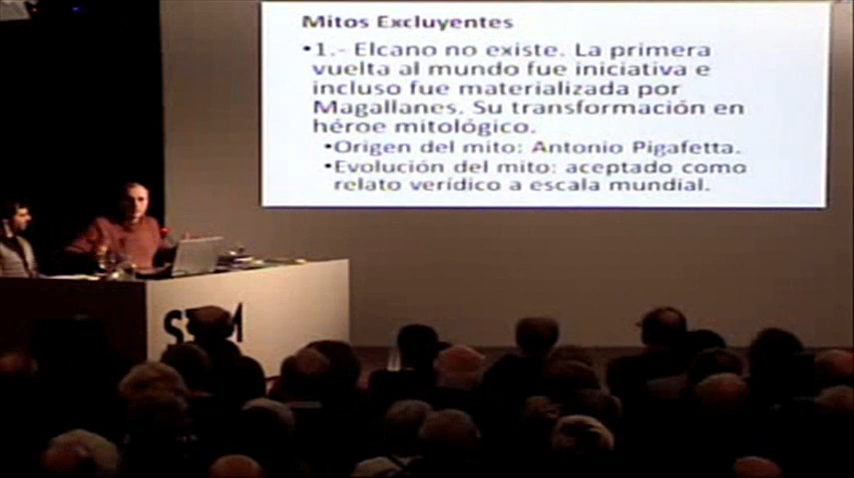 Mitos Excluyentes
•1.- Elcano no existe. La primera
vuelta al mundo fue iniciativa e
incluso fue materializada por
Magallanes. Su transformación en
héroe mitológico.
•Origen del mito: Antonio Pigafetta.
•Evolución del mito: aceptado como
relato verídico a escala mundial.